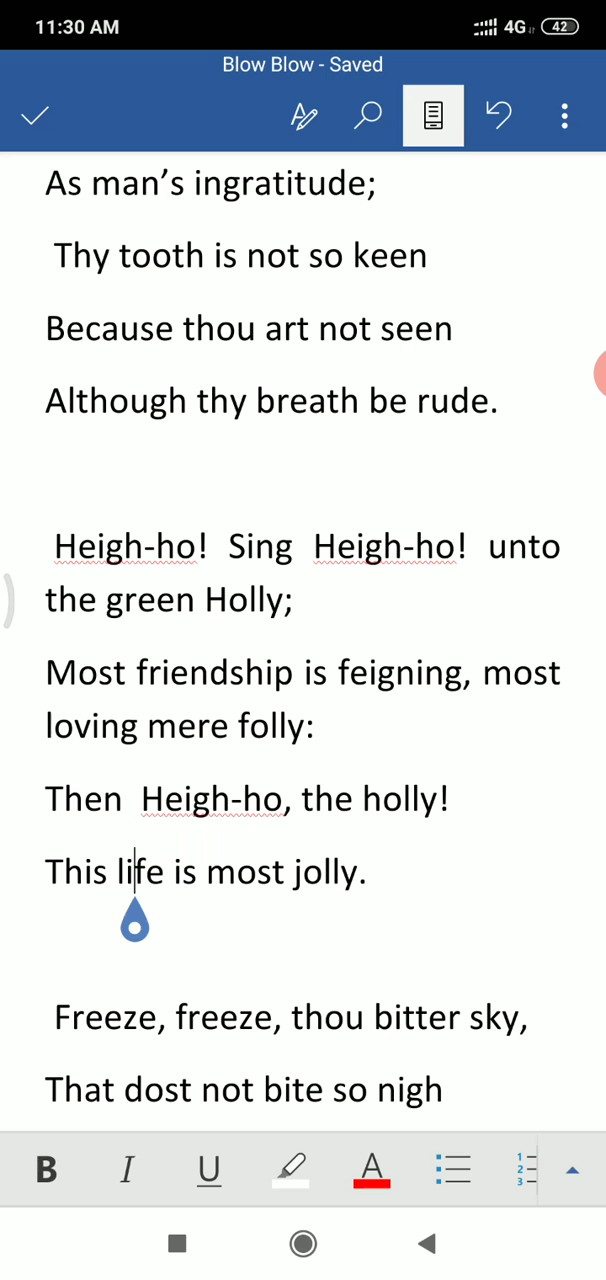 11:30 AM 4G 42
Blow Blow - Saved
As man's ingratitude;
Thy tooth is not so keen
Because thou art not seen
Although thy breath be rude.
Heigh-ho! Sing Heigh-ho! unto
the green Holly;
Most friendship is feigning, most
loving mere folly:
Then Heigh-ho, the holly!
This life is most jolly.
Freeze, freeze, thou bitter sky,
That dost not bite so nigh
B I U A 1 2 3